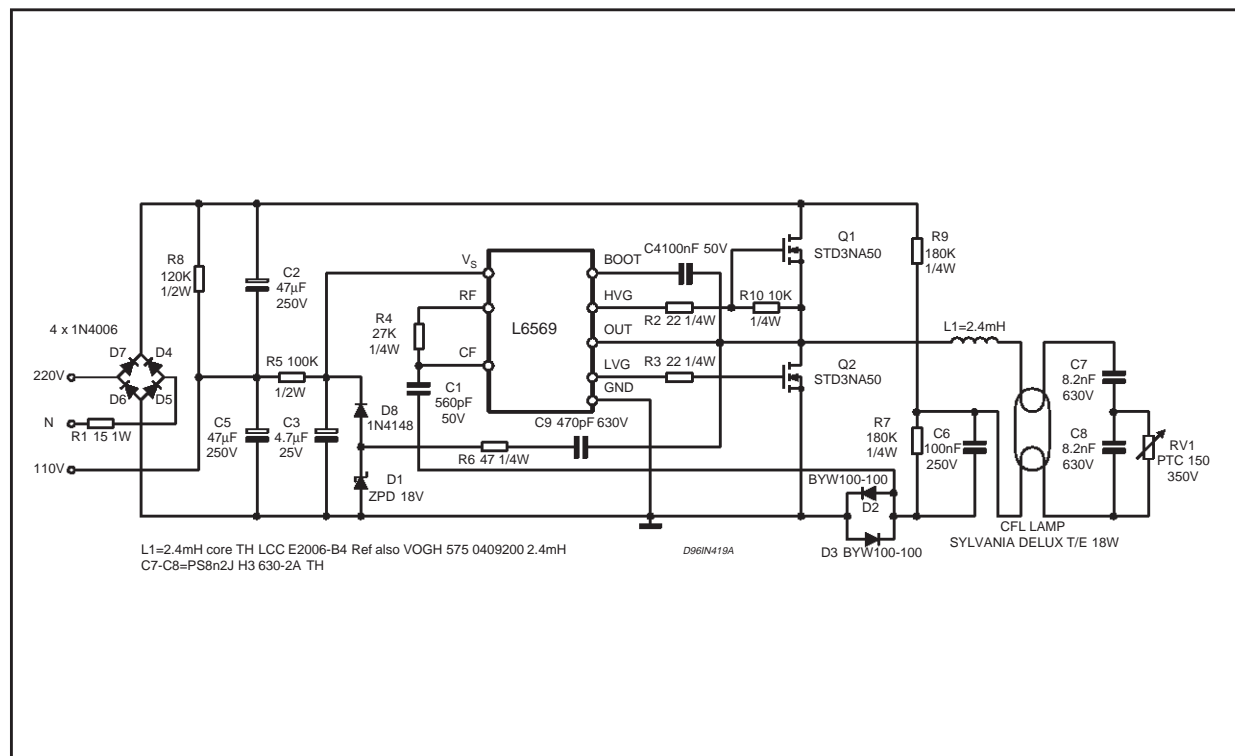 R8
120K
1/2W
C2
47µF
250V
4 x 1N4006
D7
D4
D6
D5
220V
N
R1 15 1W
110V
R5 100K
1/2W
C5
47µF
250V
C3
4.7µF
25V
D8
1N4148
D1
ZPD 18V
R4
27K
1/4W
C1
560pF
50V
VS
RF
CF
L6569
BOOT
HVG
OUT
LVG
GND
C4100nF 50V
R2 22 1/4W
R10 10K
1/4W
R3 22 1/4W
C9 470pF 630V
R6 47 1/4W
Q1
STD3NA50
Q2
STD3NA50
R9
180K
1/4W
R7
180K
1/4W
C6
100nF
250V
L1=2.4mH
C7
8.2nF
630V
C8
8.2nF
630V
RV1
PTC 150
350V
BYW100-100
D2
D3 BYW100-100
CFL LAMP
SYLVANIA DELUX T/E 18W
D96IN419A
L1=2.4mH core TH LCC E2006-B4 Ref also VOGH 575 0409200 2.4mH
C7-C8=PS8n2J H3 630-2A TH